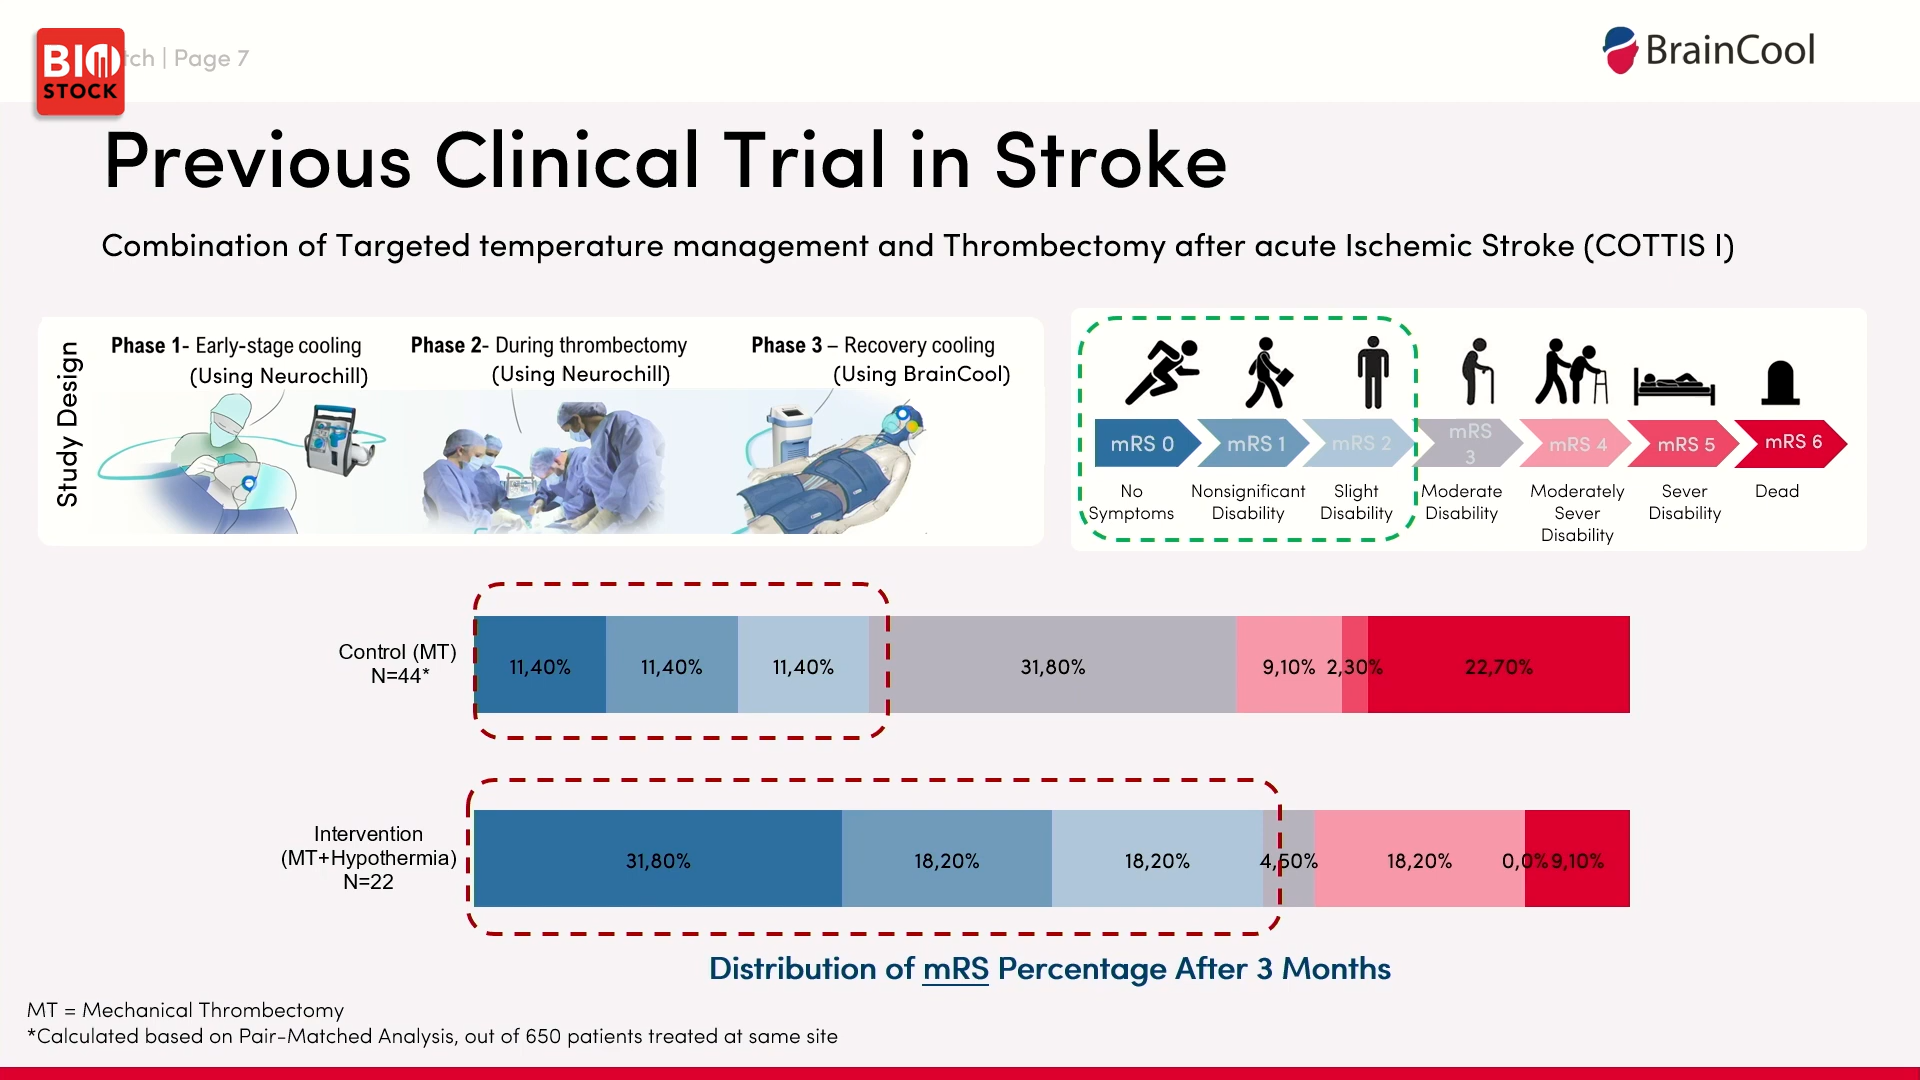 BIO
STOCK
tch | Page 7
BrainCool
Previous Clinical Trial in Stroke
Combination of Targeted temperature management and Thrombectomy after acute Ischemic Stroke (COTTIS I)
Study Design
Phase 1- Early-stage cooling
(Using Neurochill)
Phase 2- During thrombectomy
(Using Neurochill)
Phase 3 – Recovery cooling
(Using BrainCool)
mRS 0
mRS 1
mRS 2
mRS
3
mRS 4
mRS 5
mRS 6
No
Symptoms
Nonsignificant
Disability
Slight
Disability
Moderate
Disability
Moderately
Sever
Disability
Sever
Disability
Dead
Control (MT)
N=44*
11,40%
11,40%
11,40%
31,80%
9,10%
2,30%
22,70%
Intervention
(MT+Hypothermia)
N=22
31,80%
18,20%
18,20%
4,50%
18,20%
0,0%
9,10%
Distribution of mRS Percentage After 3 Months
MT = Mechanical Thrombectomy
*Calculated based on Pair-Matched Analysis, out of 650 patients treated at same site